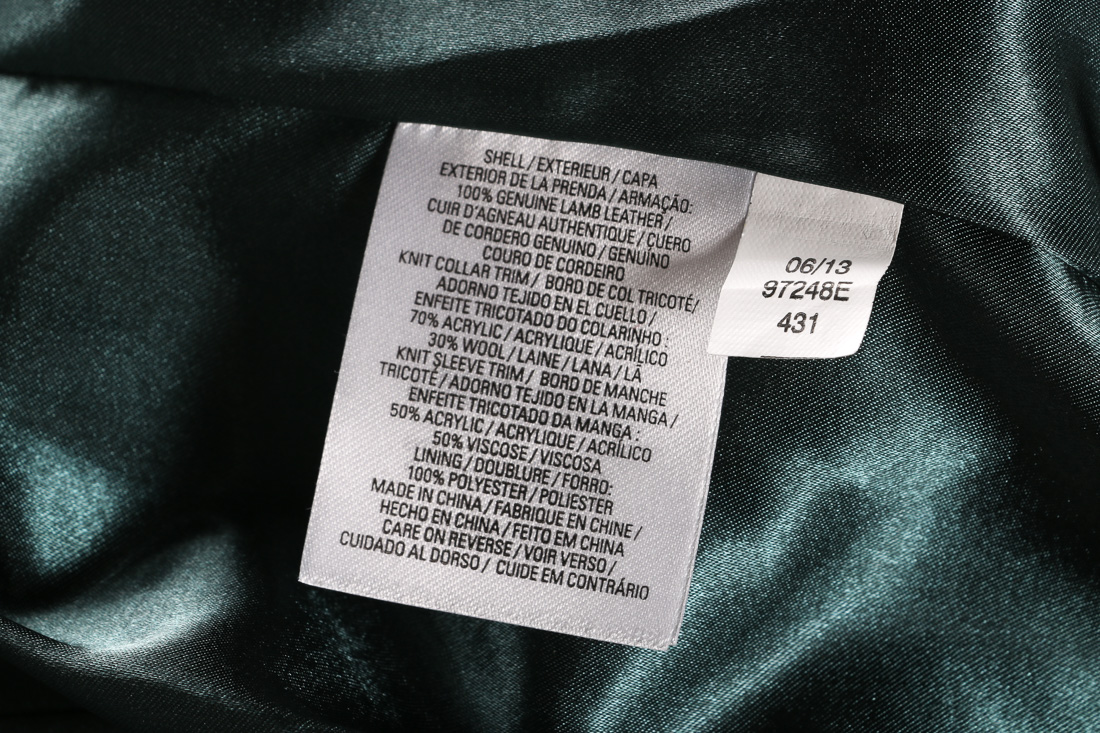 SHELL / EXTERIEUR / CAPA
EXTERIOR DE LA PRENDA / ARMAÇÃO:
100% GENUINE LAMB LEATHER /
CUIR D'AGNEAU AUTHENTIQUE / CUERO
DE CORDERO GENUINO / GENUÍNO
COURO DE CORDEIRO
KNIT COLLAR TRIM / BORD DE COL TRICOTÉ/
ADORNO TEJIDO EN EL CUELLO /
ENFEITE TRICOTADO DO COLARINHO :
70% ACRYLIC / ACRYLIQUE / ACRÍLICO
30% WOOL / LAINE / LANA / LÃ
KNIT SLEEVE TRIM / BORD DE MANCHE
TRICOTÉ / ADORNO TEJIDO EN LA MANGA /
ENFEITE TRICOTADO DA MANGA :
50% ACRYLIC / ACRYLIQUE / ACRÍLICO
50% VISCOSE / VISCOSA
LINING / DOUBLURE / FORRO:
100% POLYESTER / POLIESTER
MADE IN CHINA / FABRIQUE EN CHINE /
HECHO EN CHINA / FEITO EM CHINA
CARE ON REVERSE / VOIR VERSO /
CUIDADO AL DORSO / CUIDE EM CONTRÁRIO
06/13
97248E
431